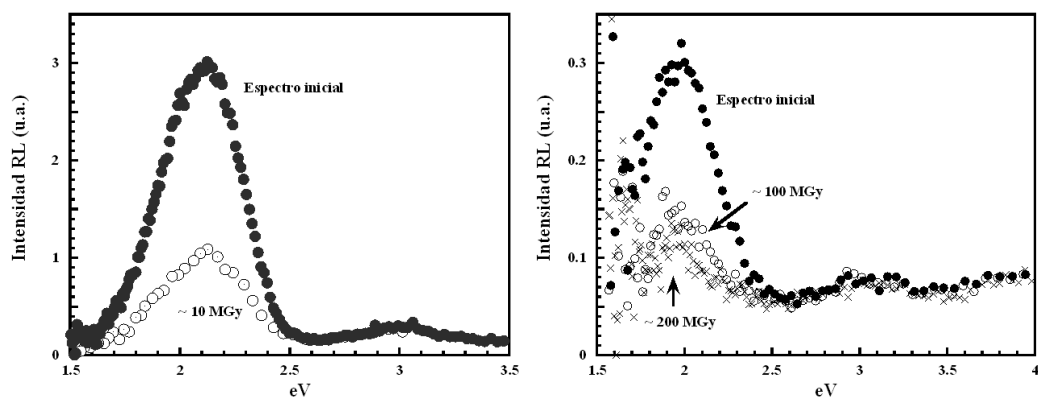 3
2
1
0
Intensidad RL (u.a.)
Espectro inicial
~ 10 MGy
1.5
2
2.5
3
3.5
eV
0.3
0.2
0.1
0
Intensidad RL (u.a.)
Espectro inicial
~ 100 MGy
~ 200 MGy
1.5
2
2.5
3
3.5
4
eV